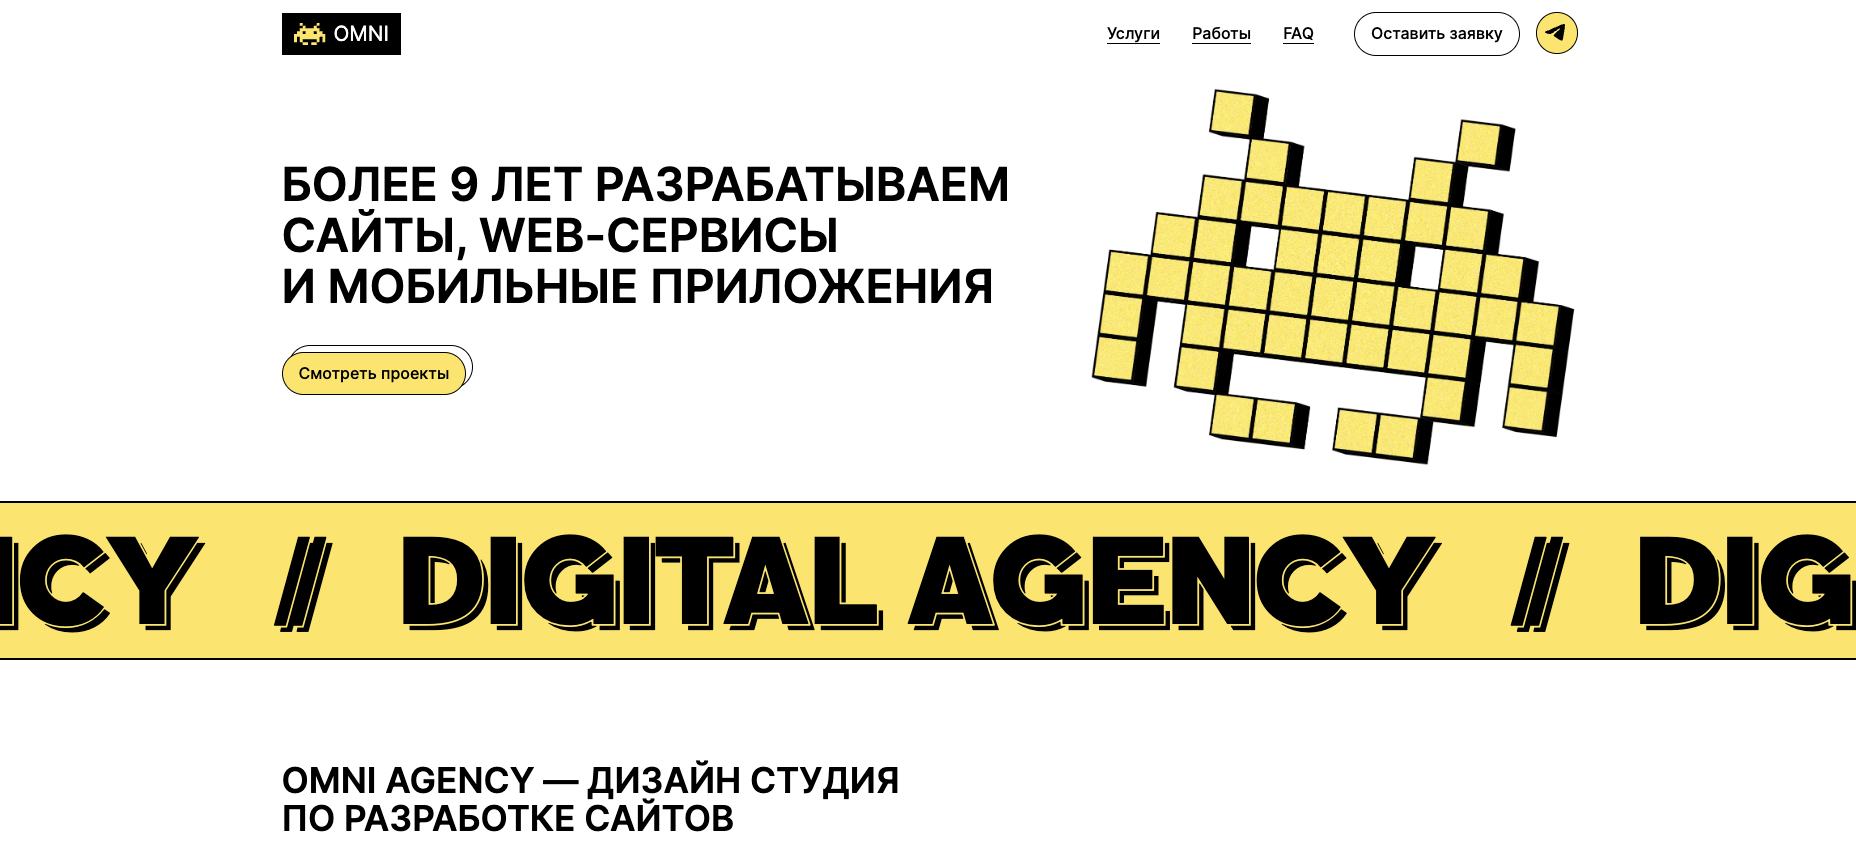 OMNI
Услуги Работы FAQ Оставить заявку
БОЛЕЕ 9 ЛЕТ РАЗРАБАТЫВАЕМ
САЙТЫ, WEB-СЕРВИСЫ
И МОБИЛЬНЫЕ ПРИЛОЖЕНИЯ
Смотреть проекты
NCY // DIGITAL AGENCY // DIG
OMNI AGENCY — ДИЗАЙН СТУДИЯ
ПО РАЗРАБОТКЕ САЙТОВ